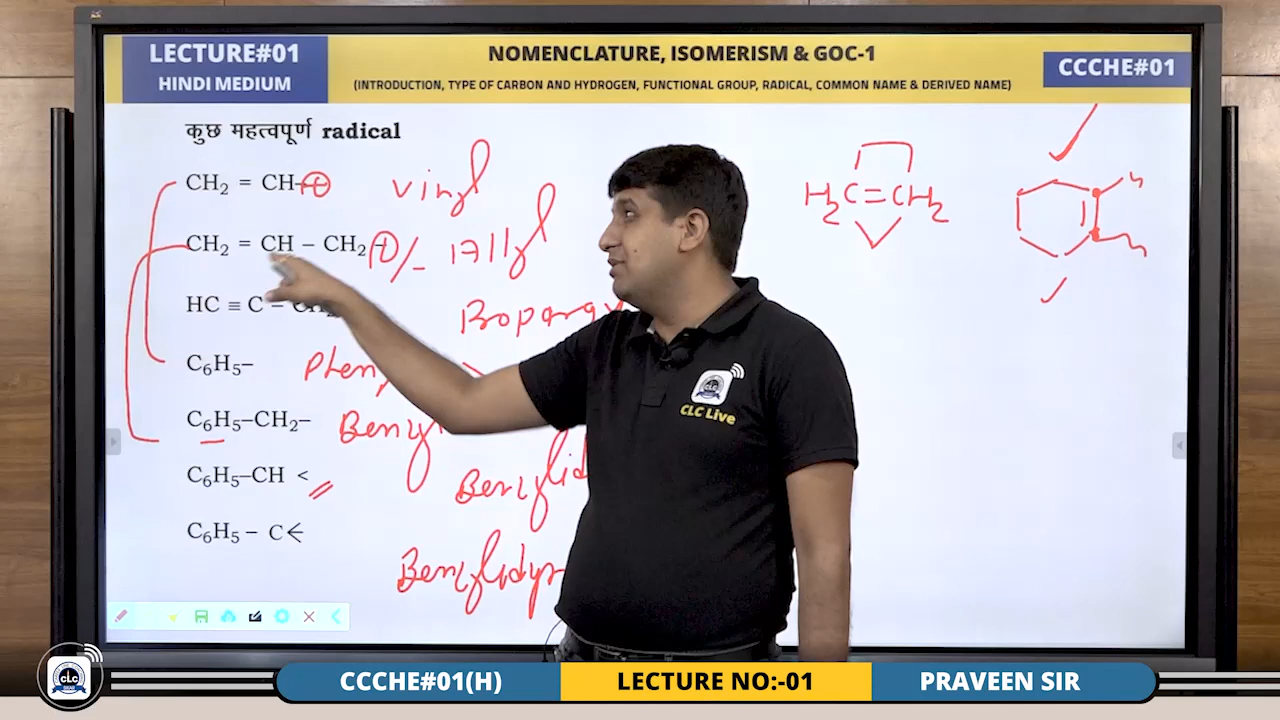 LECTURE#01
HINDI MEDIUM
NOMENCLATURE, ISOMERISM & GOC-1
(INTRODUCTION, TYPE OF CARBON AND HYDROGEN, FUNCTIONAL GROUP, RADICAL, COMMON NAME & DERIVED NAME)
CCCHE#01
कुछ महत्वपूर्ण radical
CH₂ = CH– vinyl
CH₂ = CH – CH₂ – Allyl
HC ≡ C –
C₆H₅– Phen
C₆H₅–CH₂– Benzyl
C₆H₅–CH <
C₆H₅ – C
H₂C=CH₂
CLC Live
CLC
CCCHE#01(H)
LECTURE NO:-01
PRAVEEN SIR